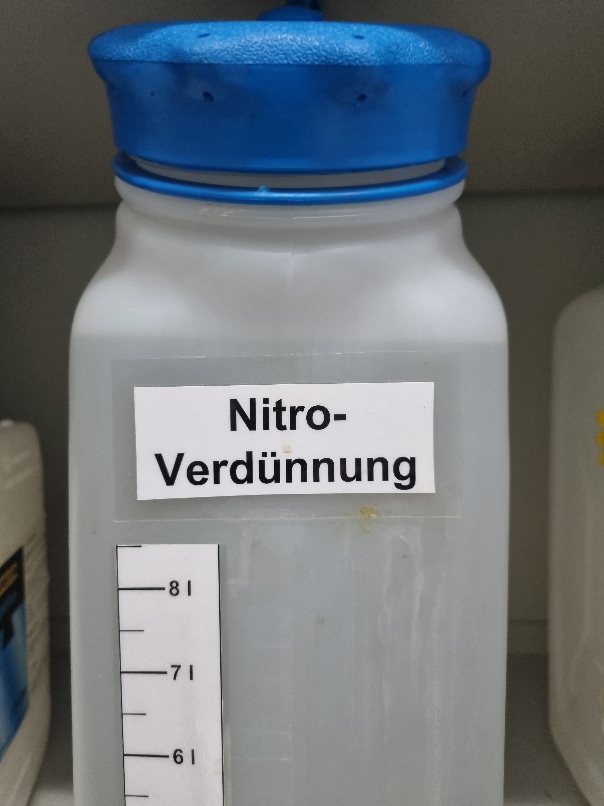 Nitro-
Verdünnung
8 l
7 l
6 l